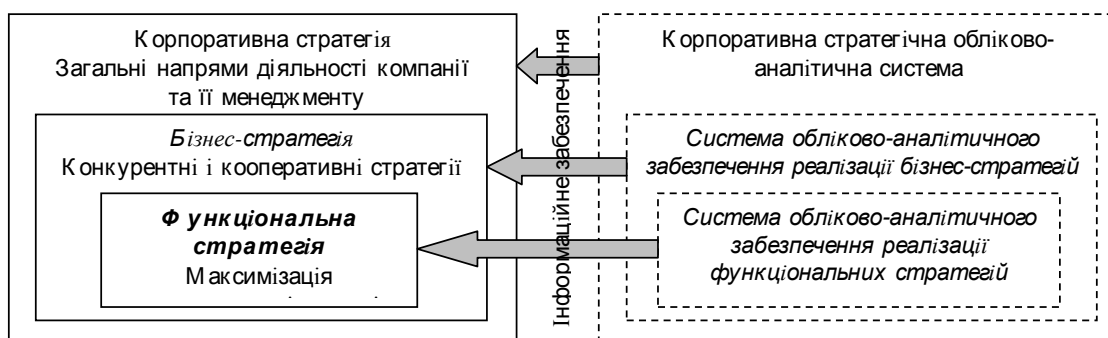 Корпоративна стратегія
Загальні напрями діяльності компанії
та її менеджменту
Бізнес-стратегія
Конкурентні і кооперативні стратегії
Функціональна
стратегія
Максимізація
Інформаційне забезпечення
Корпоративна стратегічна обліково-
аналітична система
Система обліково-аналітичного
забезпечення реалізації бізнес-стратегій
Система обліково-аналітичного
забезпечення реалізації
функціональних стратегій